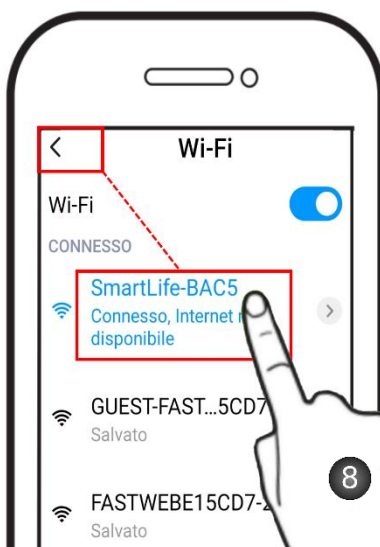 Wi-Fi
Wi-Fi
CONNESSO
SmartLife-BAC5
Connesso, Internet
disponibile
GUEST-FAST...5CD7
Salvato
FASTWEBE15CD7-
Salvato
8